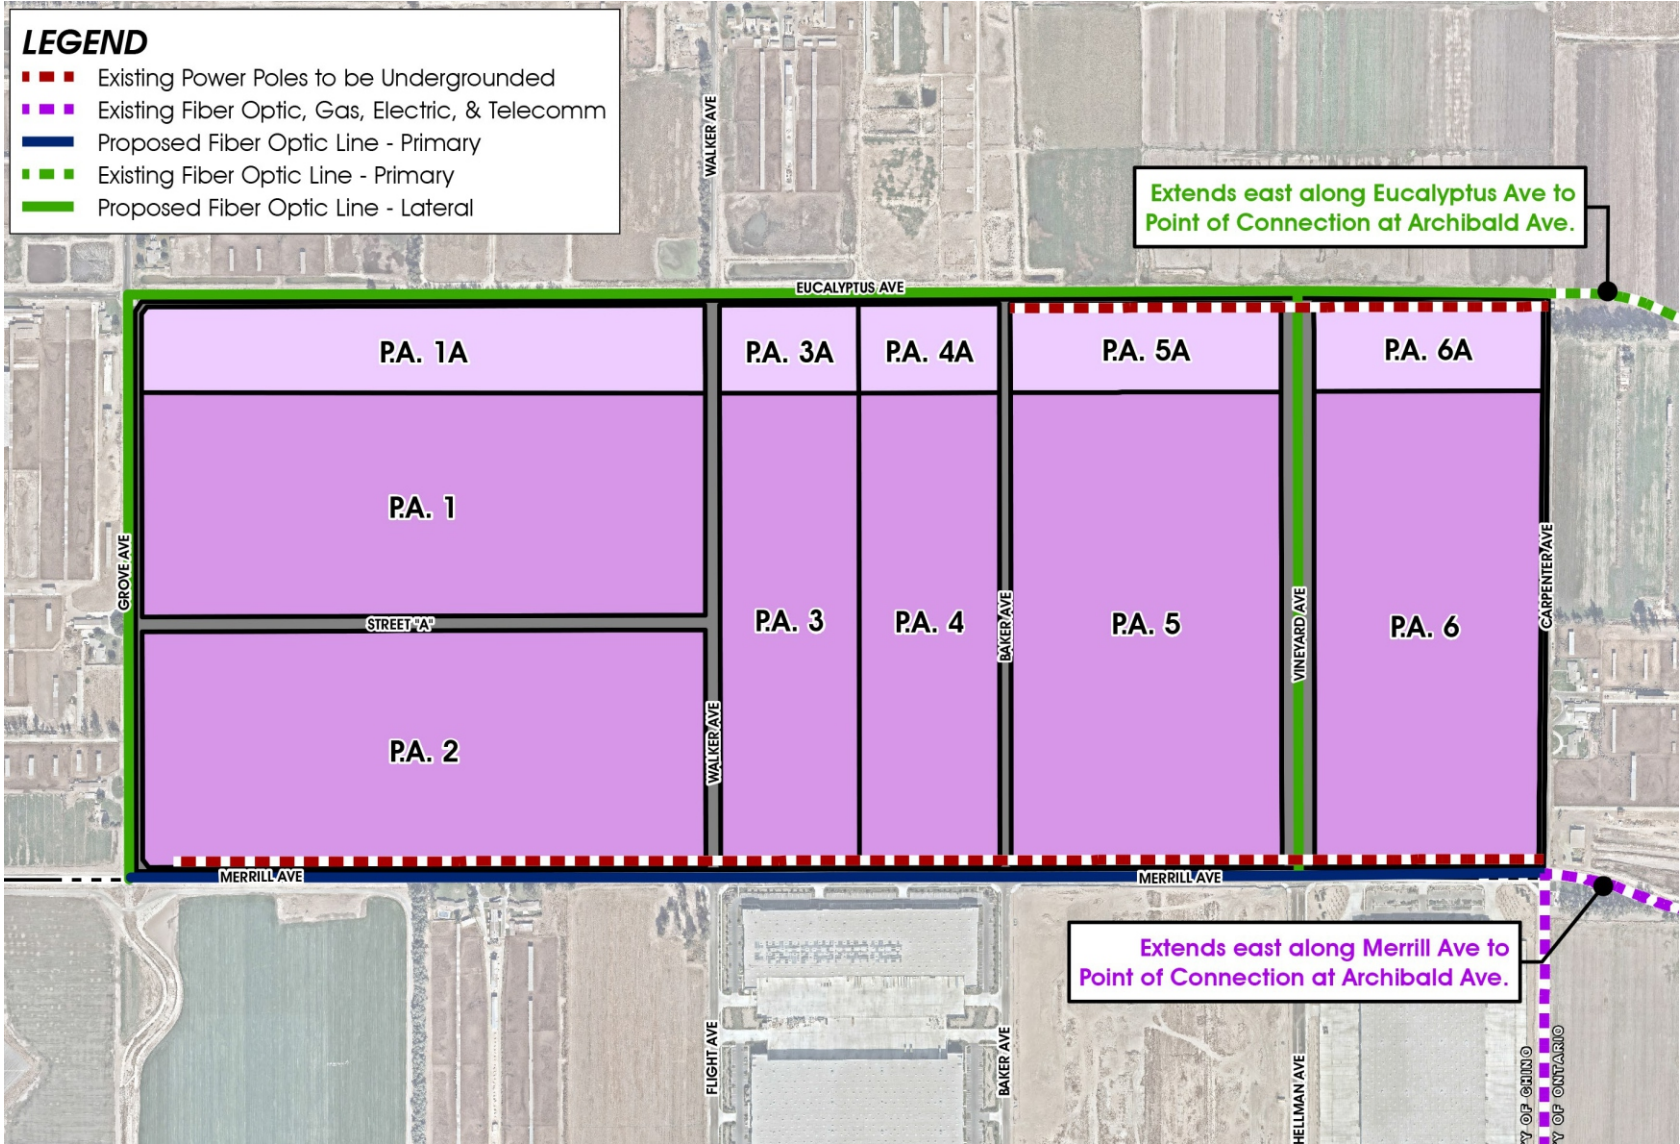 LEGEND
Existing Power Poles to be Undergrounded
Existing Fiber Optic, Gas, Electric, & Telecomm
Proposed Fiber Optic Line - Primary
Existing Fiber Optic Line - Primary
Proposed Fiber Optic Line - Lateral
WALKER AVE
Extends east along Eucalyptus Ave to
Point of Connection at Archibald Ave.
EUCALYPTUS AVE
P.A. 1A
P.A. 3A
P.A. 4A
P.A. 5A
P.A. 6A
P.A. 1
GROVE AVE
STREET "A"
P.A. 3
P.A. 4
BAKER AVE
P.A. 5
VINEYARD AVE
P.A. 6
CARPENTER AVE
P.A. 2
WALKER AVE
MERRILL AVE
MERRILL AVE
Extends east along Merrill Ave to
Point of Connection at Archibald Ave.
FLIGHT AVE
BAKER AVE
HELLMAN AVE
Y OF CHINO
Y OF ONTARIO